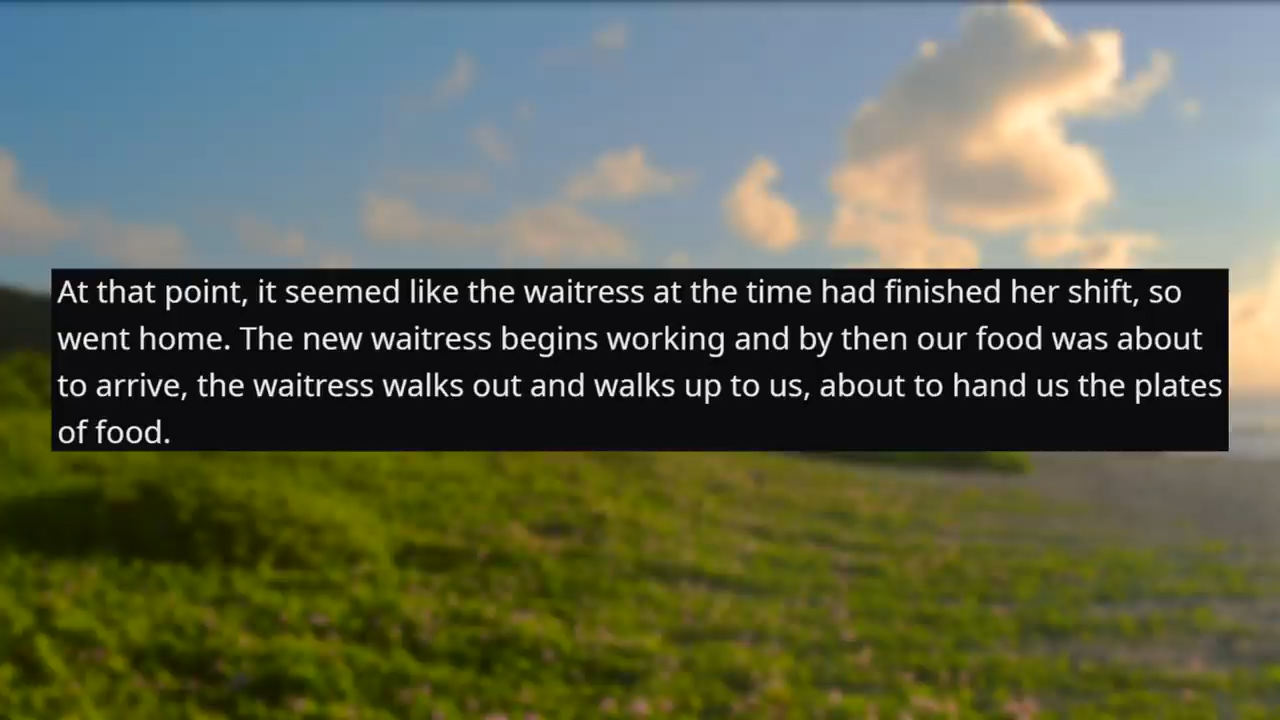 At that point, it seemed like the waitress at the time had finished her shift, so
went home. The new waitress begins working and by then our food was about
to arrive, the waitress walks out and walks up to us, about to hand us the plates
of food.